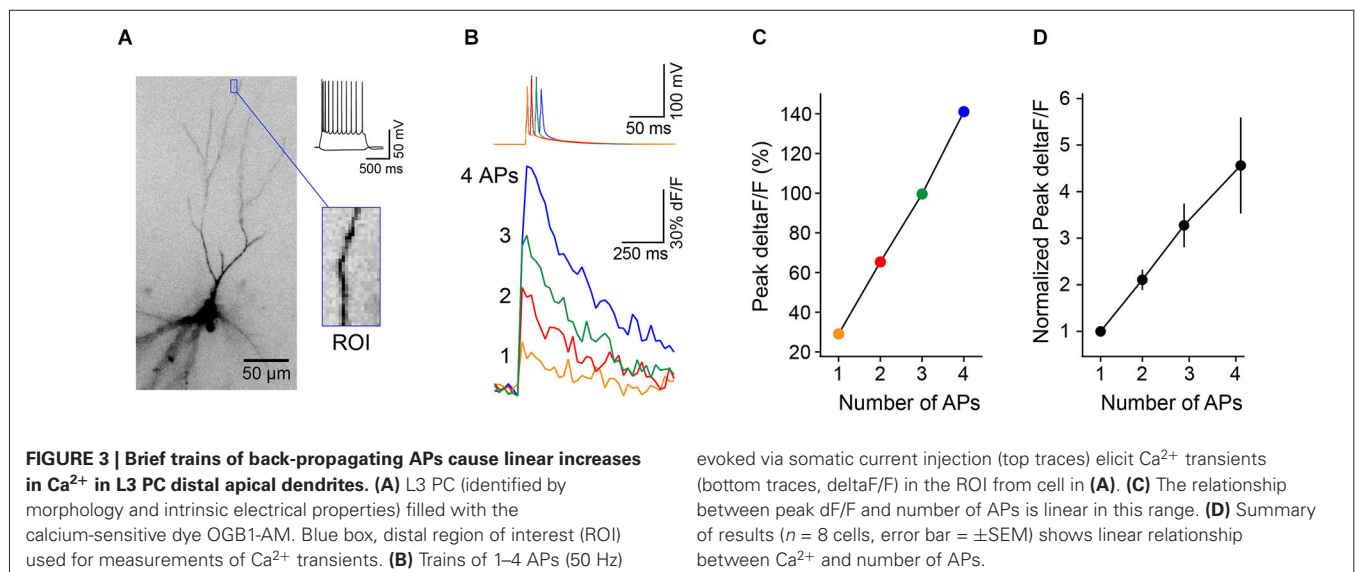 A
B
C
D
50 mV
500 ms
ROI
50 µm
100 mV
50 ms
4 APs
3
2
1
30% dF/F
250 ms
Peak deltaF/F (%)
140
120
100
80
60
40
20
1 2 3 4
Number of APs
Normalized Peak deltaF/F
6
5
4
3
2
1
1 2 3 4
Number of APs
FIGURE 3 | Brief trains of back-propagating APs cause linear increases
in Ca²⁺ in L3 PC distal apical dendrites. (A) L3 PC (identified by
morphology and intrinsic electrical properties) filled with the
calcium-sensitive dye OGB1-AM. Blue box, distal region of interest (ROI)
used for measurements of Ca²⁺ transients. (B) Trains of 1–4 APs (50 Hz)
evoked via somatic current injection (top traces) elicit Ca²⁺ transients
(bottom traces, deltaF/F) in the ROI from cell in (A). (C) The relationship
between peak dF/F and number of APs is linear in this range. (D) Summary
of results (n = 8 cells, error bar = ±SEM) shows linear relationship
between Ca²⁺ and number of APs.